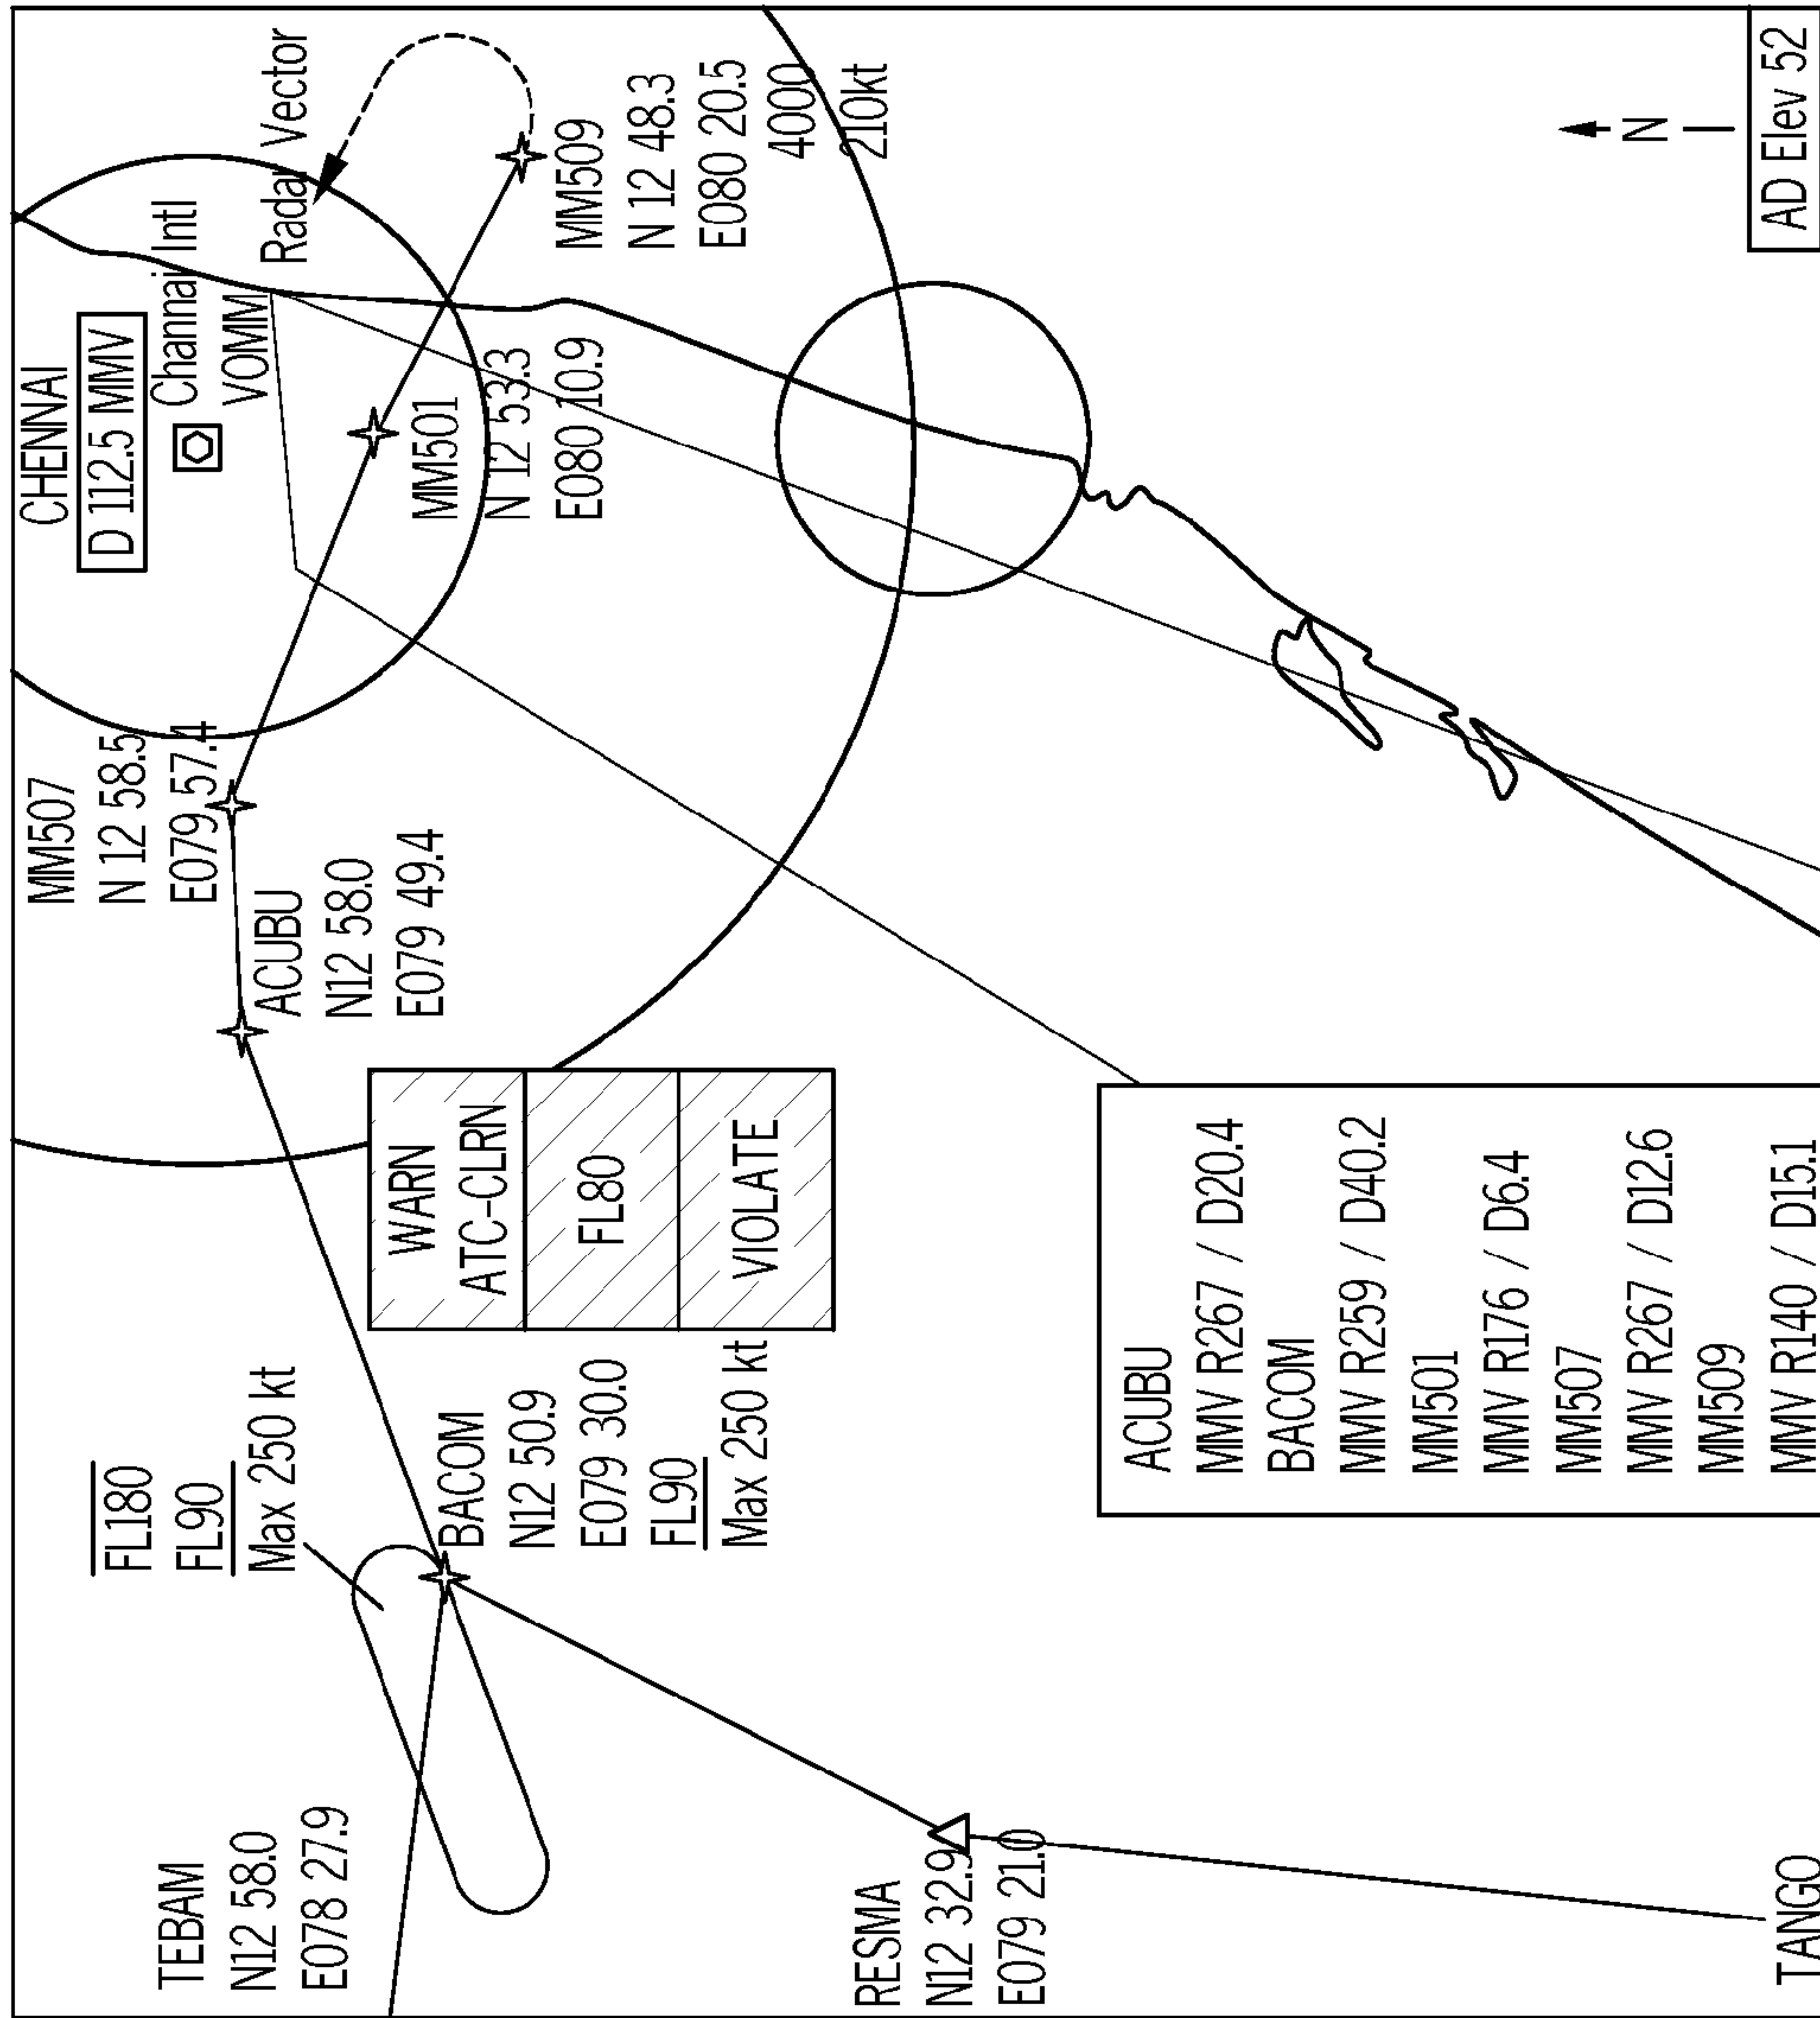 CHENNAI
D 112.5 MMV
Channai Intl
VOMM
Radar Vector
MM507
N 12 58.5
E079 57.4
ACUBU
N12 58.0
E079 49.4
MM501
N 12 53.3
E080 10.9
MM509
N 12 48.3
E080 20.5
4000
210kt
FL180
FL90
Max 250 kt
TEBAM
N12 58.0
E078 27.9
BACOM
N12 50.9
E079 30.0
FL90
Max 250 kt
WARN
ATC-CLRN
FL80
VIOLATE
RESMA
N12 32.9
E079 21.0
TANGO
ACUBU
MMV R267 / D20.4
BACOM
MMV R259 / D40.2
MM501
MMV R176 / D6.4
MM507
MMV R267 / D12.6
MM509
MMV R140 / D15.1
N
AD Elev 52